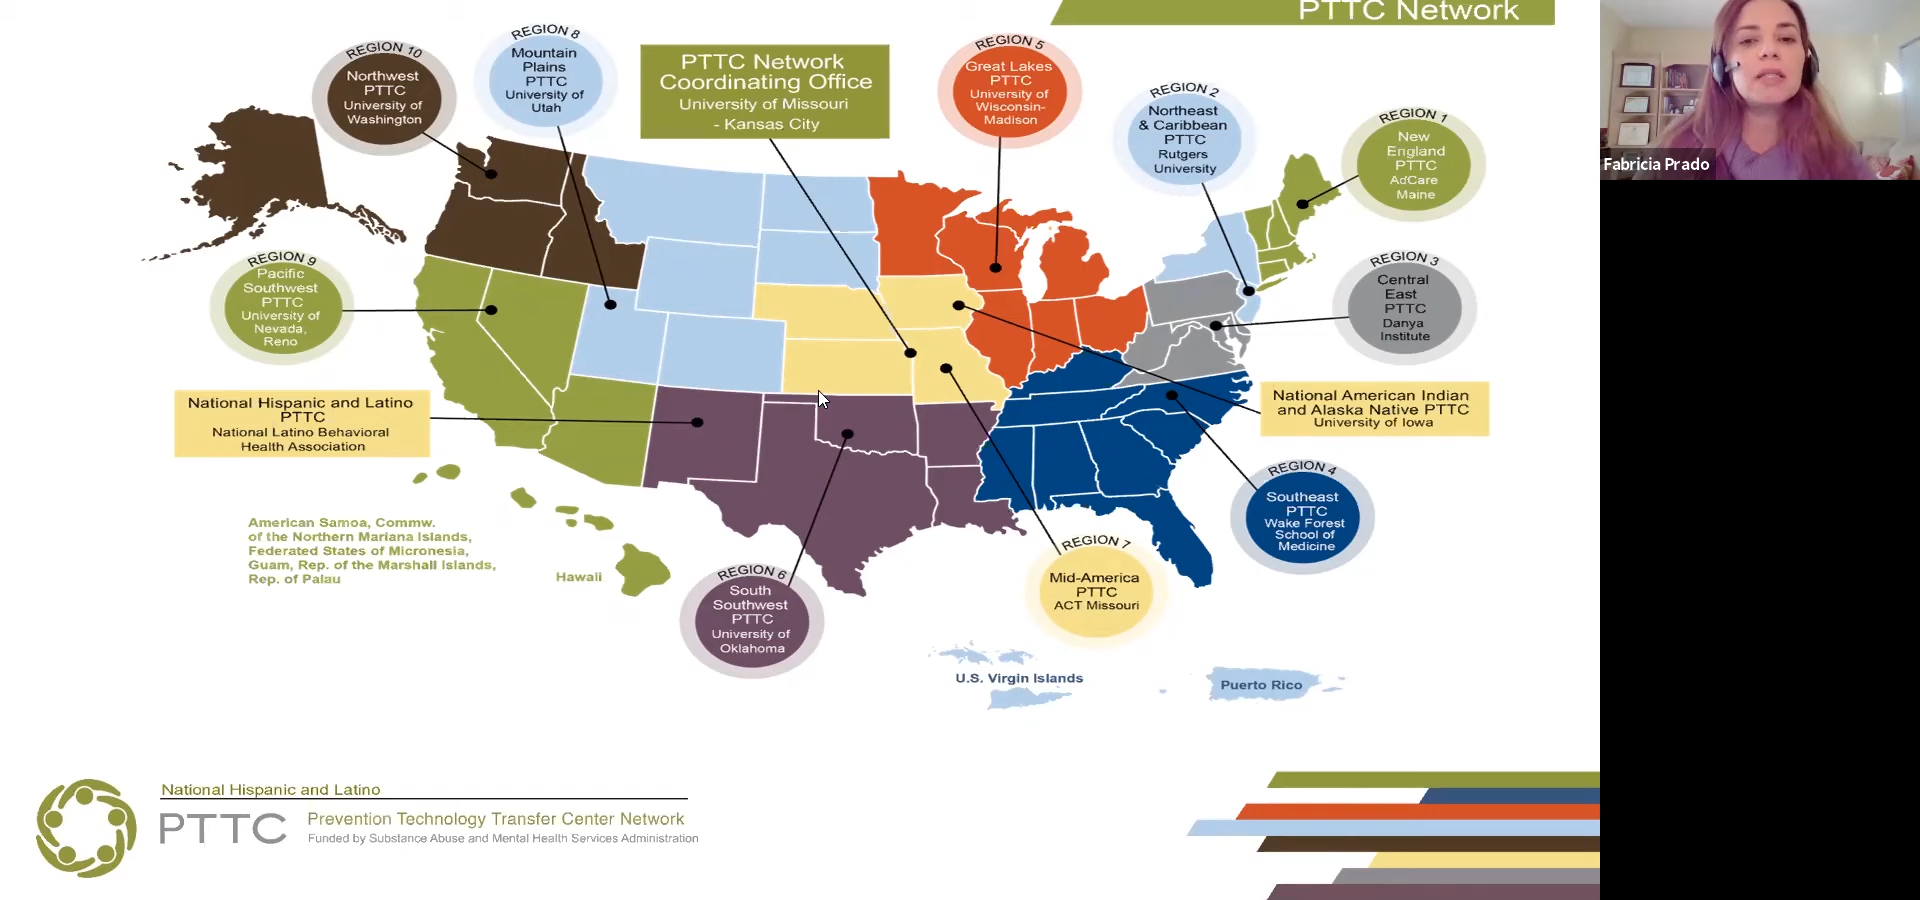 PTTC Network
REGION 10
Northwest
PTTC
University of
Washington
REGION 8
Mountain
Plains
PTTC
University of
Utah
PTTC Network
Coordinating Office
University of Missouri
- Kansas City
REGION 5
Great Lakes
PTTC
University of
Wisconsin-
Madison
REGION 2
Northeast
& Caribbean
PTTC
Rutgers
University
REGION 1
New
England
PTTC
AdCare
Maine
Fabricia Prado
REGION 9
Pacific
Southwest
PTTC
University of
Nevada,
Reno
REGION 3
Central
East
PTTC
Danya
Institute
National Hispanic and Latino
PTTC
National Latino Behavioral
Health Association
National American Indian
and Alaska Native PTTC
University of Iowa
REGION 4
Southeast
PTTC
Wake Forest
School of
Medicine
American Samoa, Commw.
of the Northern Mariana Islands,
Federated States of Micronesia,
Guam, Rep. of the Marshall Islands,
Rep. of Palau
Hawaii
REGION 6
South
Southwest
PTTC
University of
Oklahoma
REGION 7
Mid-America
PTTC
ACT Missouri
U.S. Virgin Islands
Puerto Rico
National Hispanic and Latino
PTTC
Prevention Technology Transfer Center Network
Funded by Substance Abuse and Mental Health Services Administration